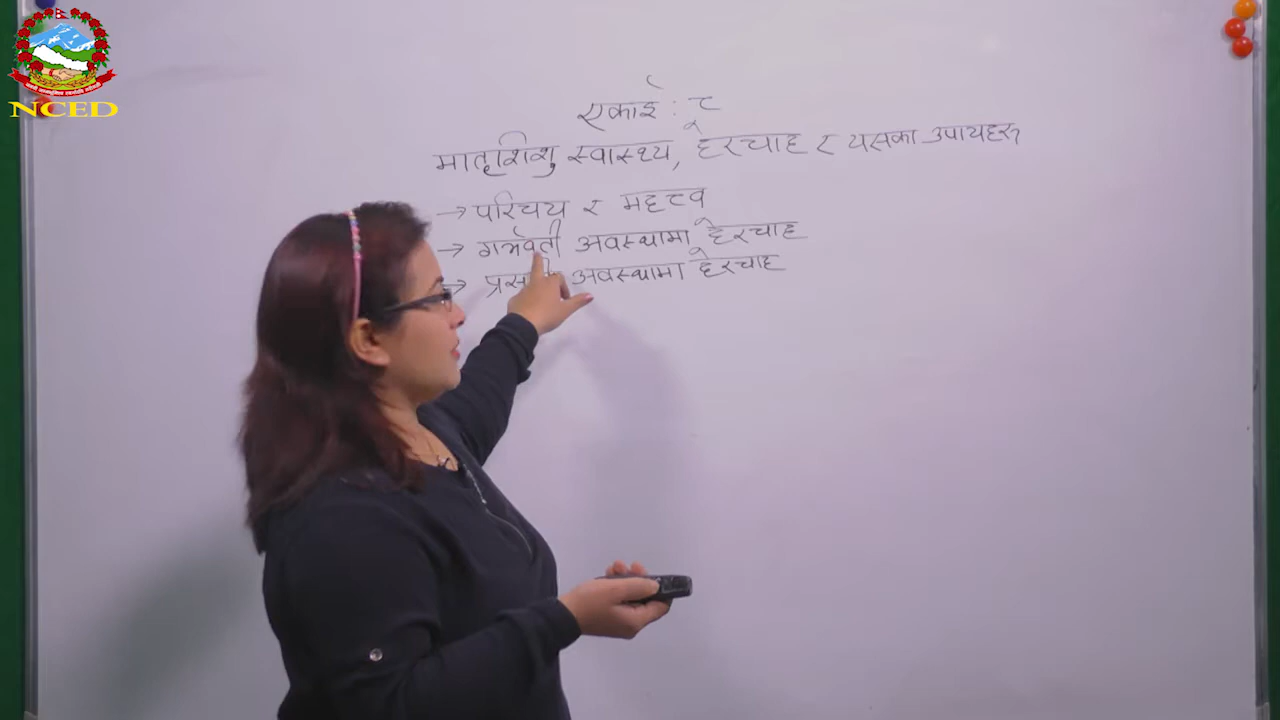 NCED
एकाइ : ८
मातृशिशु स्वास्थ्य, हेरचाह र यसका उपायहरु
→ परिचय र महत्त्व
→ गर्भवती अवस्थामा हेरचाह
→ अवस्थामा हेरचाह